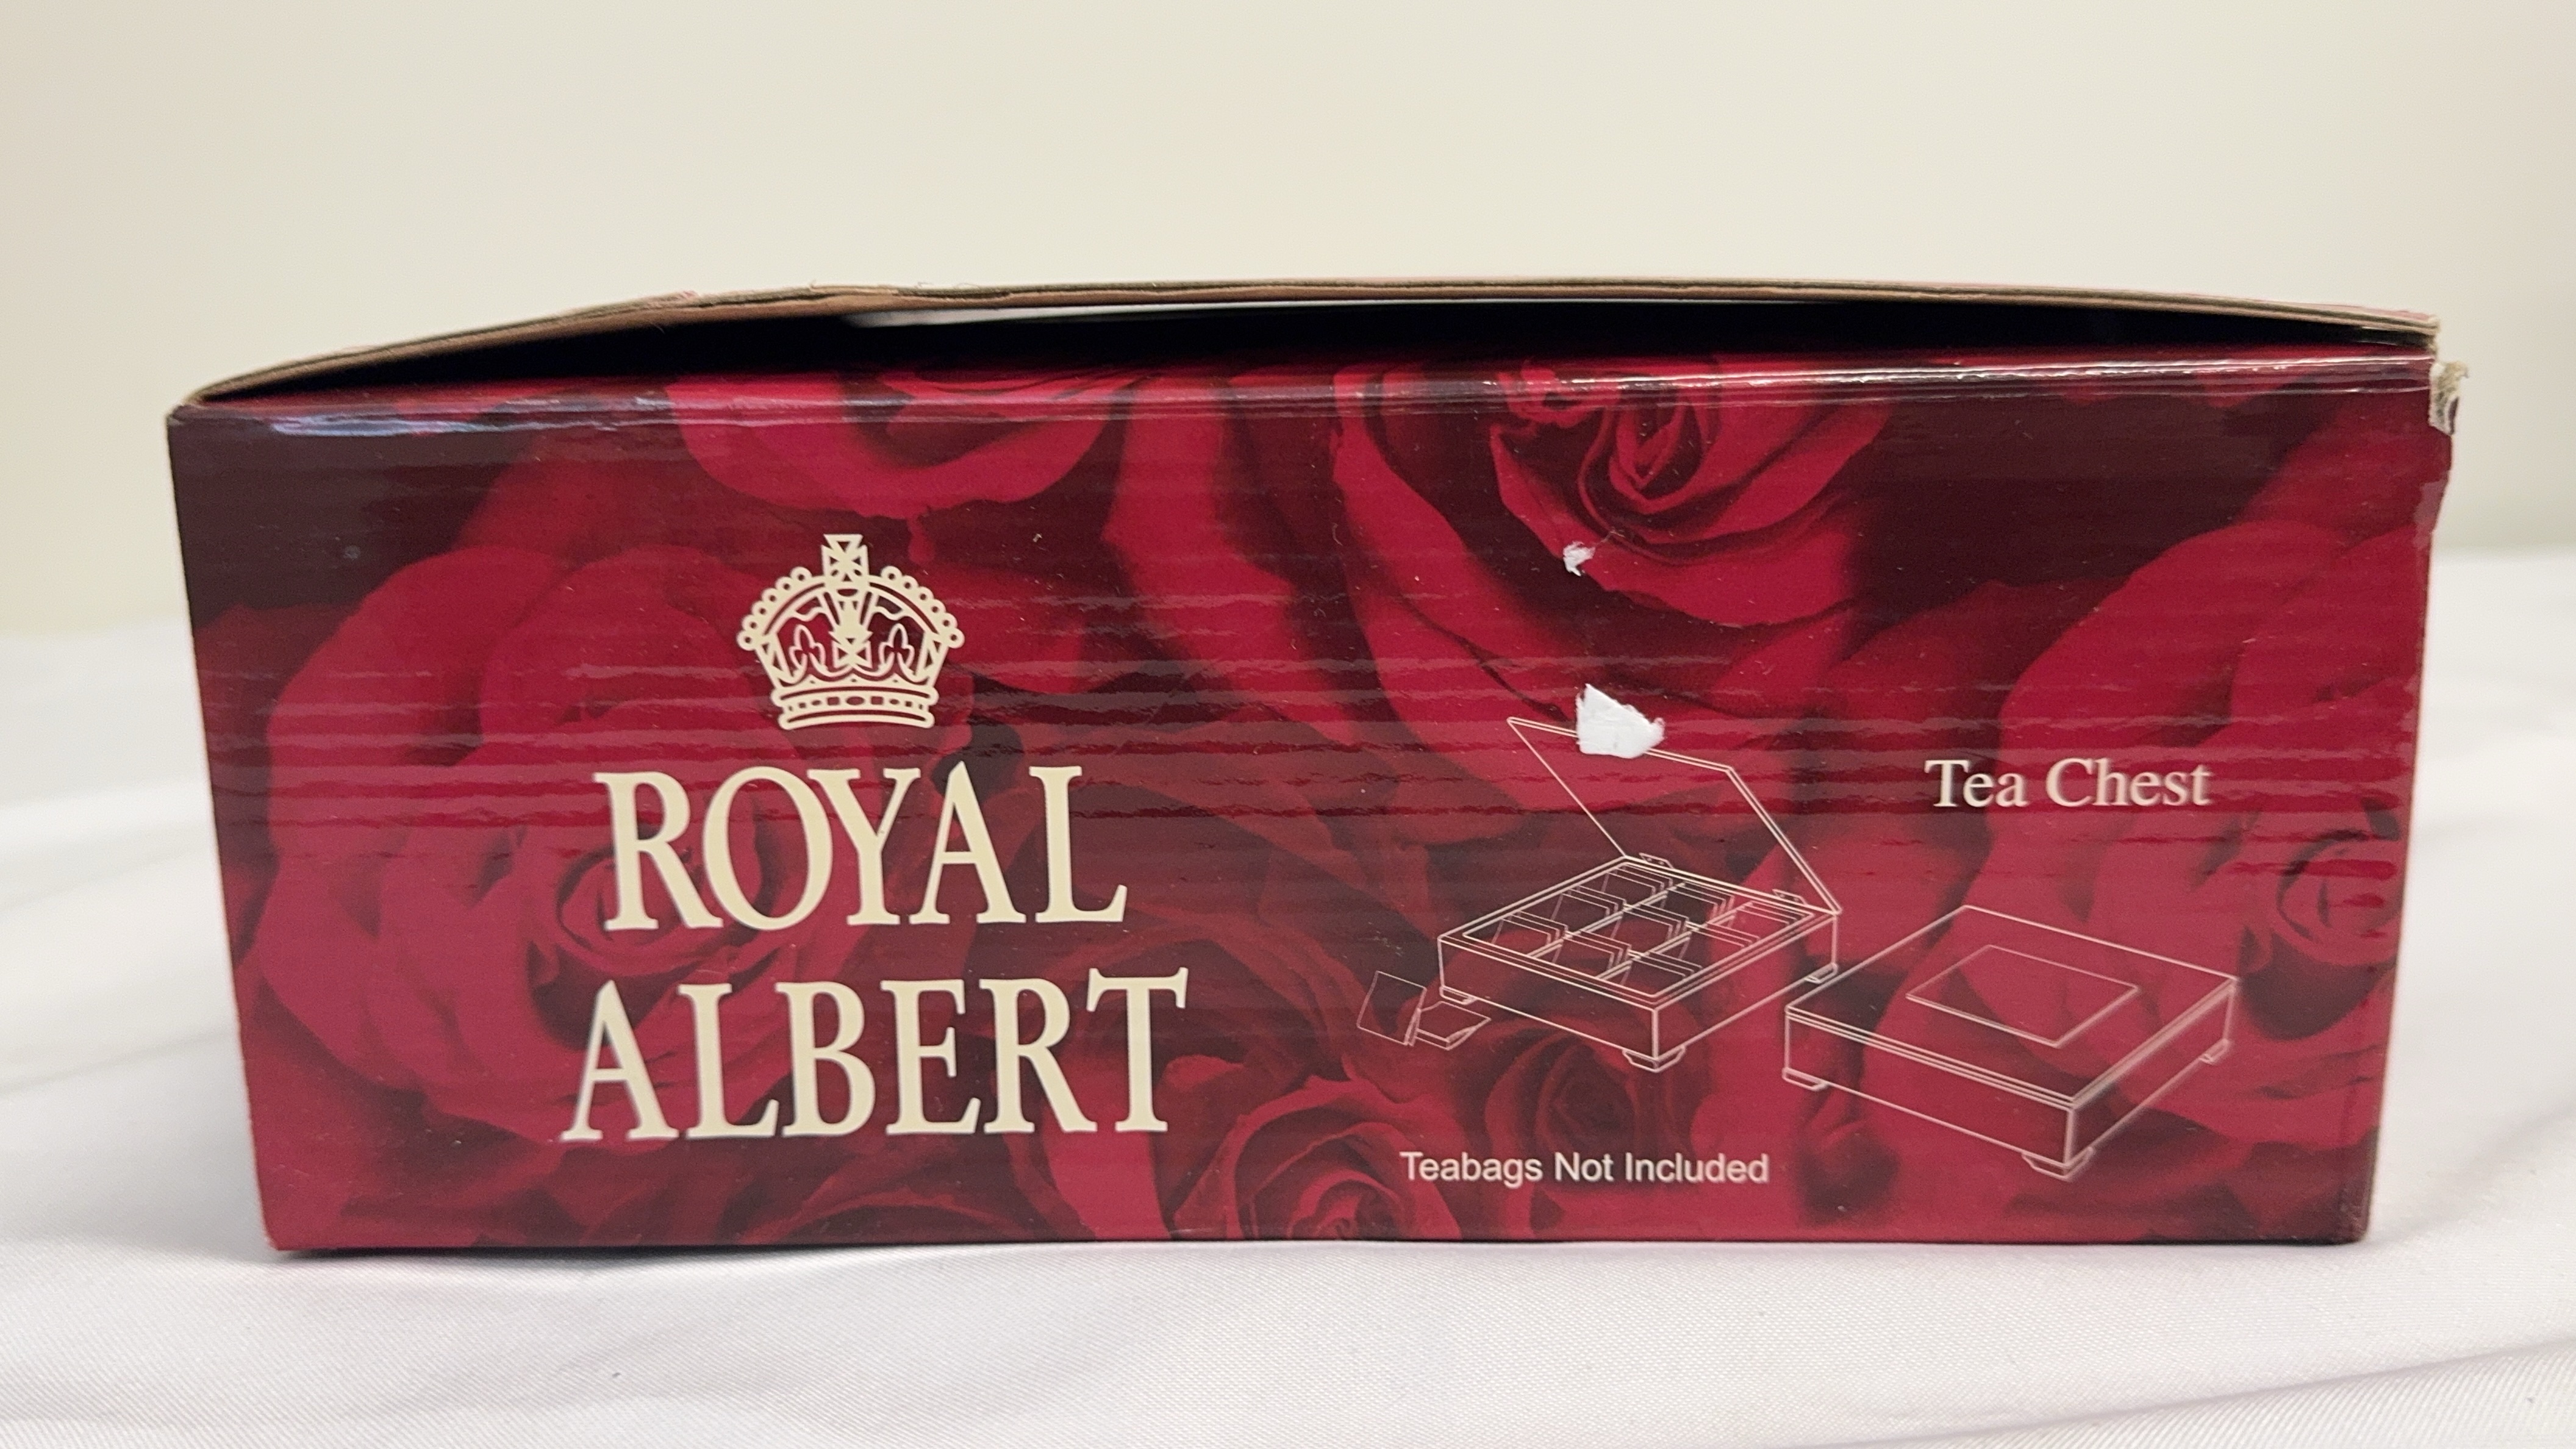 ROYAL
ALBERT
Tea Chest
Teabags Not Included